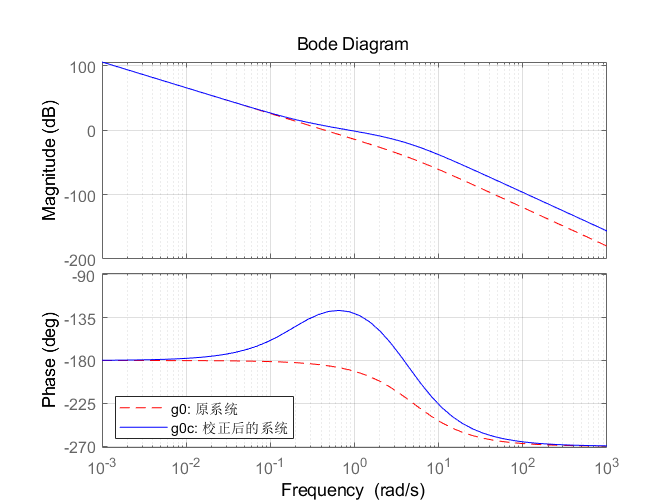 Bode Diagram
Magnitude (dB)
100
0
-100
-200
Phase (deg)
-90
-135
-180
-225
-270
g0: 原系统
g0c: 校正后的系统
10^-3 10^-2 10^-1 10^0 10^1 10^2 10^3
Frequency (rad/s)